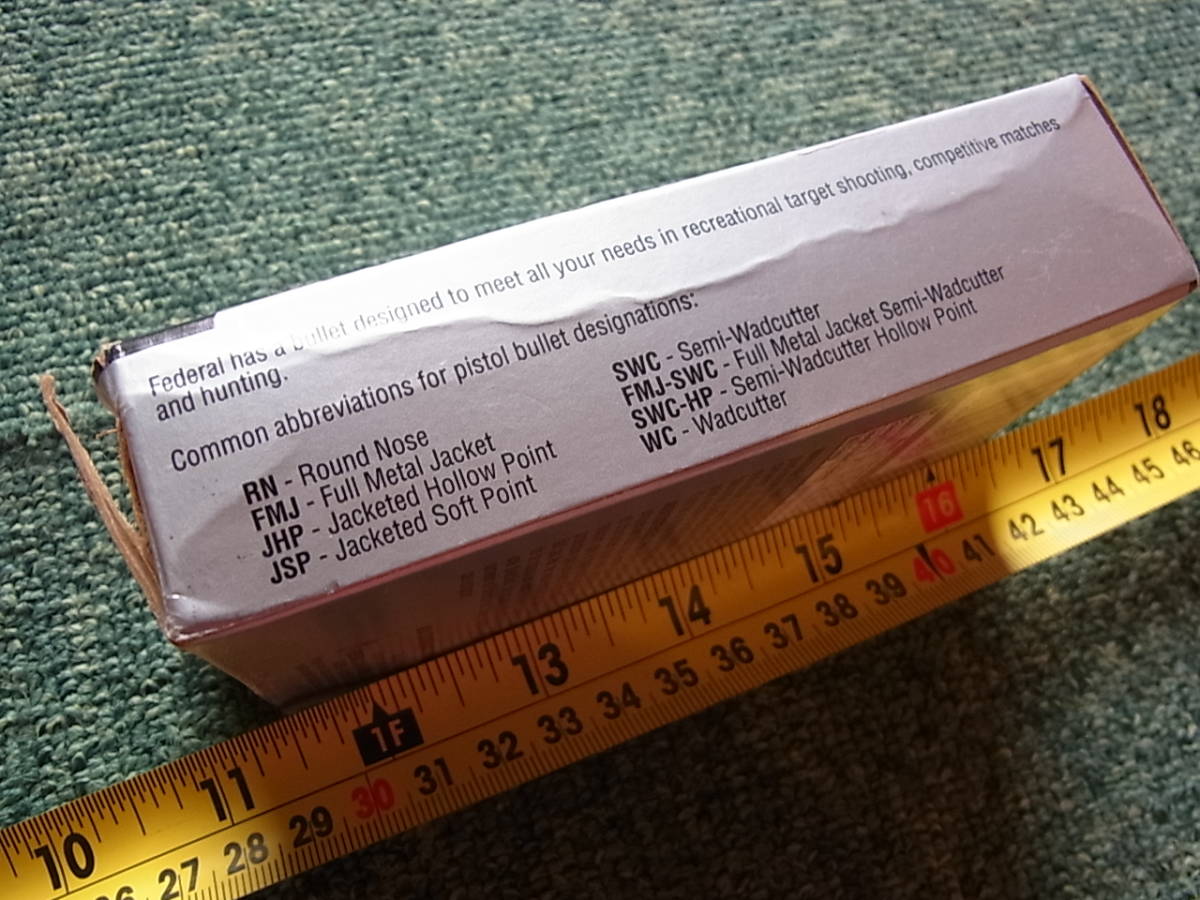 Federal has a bullet designed to meet all your needs in recreational target shooting, competitive matches
and hunting.
Common abbreviations for pistol bullet designations:
RN - Round Nose
FMJ - Full Metal Jacket
JHP - Jacketed Hollow Point
JSP - Jacketed Soft Point
SWC - Semi-Wadcutter
FMJ-SWC - Full Metal Jacket Semi-Wadcutter
SWC-HP - Semi-Wadcutter Hollow Point
WC - Wadcutter
10 11 1F 13 14 15 16 17 18
26 27 28 29 30 31 32 33 34 35 36 37 38 39 40 41 42 43 44 45 46